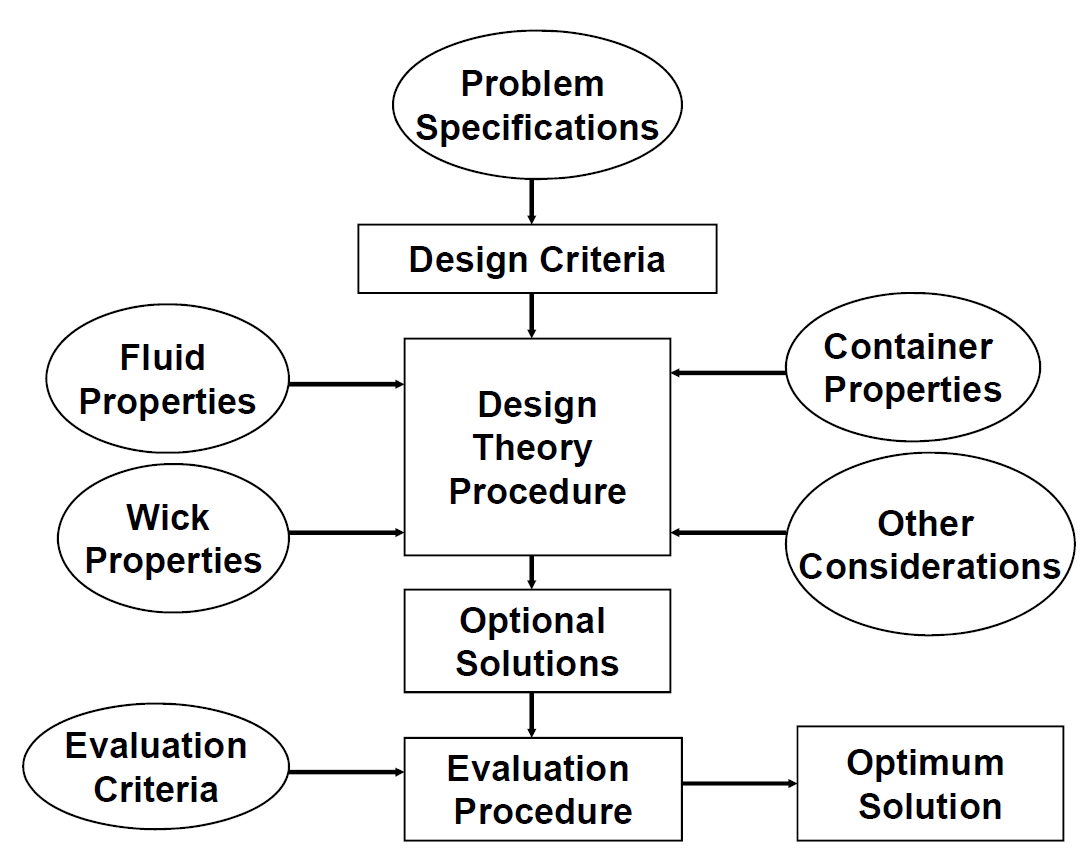 Problem
Specifications
Design Criteria
Fluid
Properties
Container
Properties
Design
Theory
Procedure
Wick
Properties
Other
Considerations
Optional
Solutions
Evaluation
Criteria
Evaluation
Procedure
Optimum
Solution